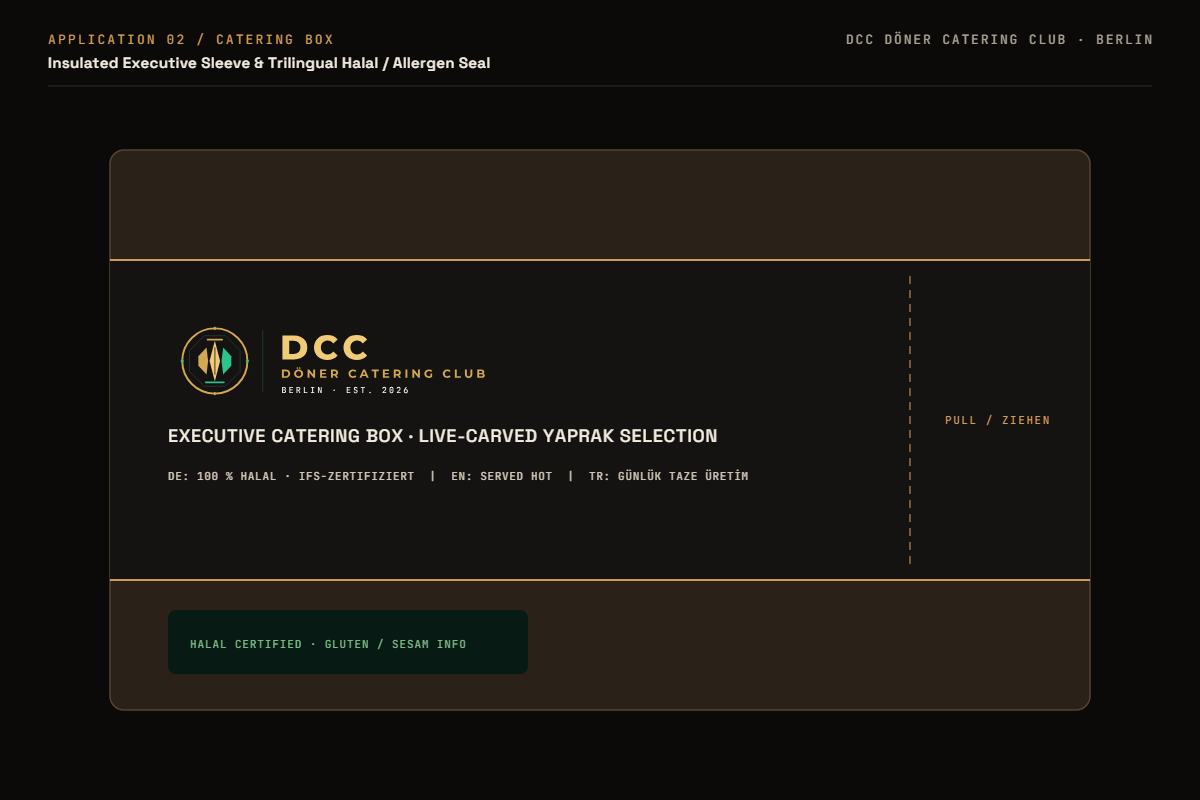 APPLICATION 02 / CATERING BOX
DCC DÖNER CATERING CLUB · BERLIN
Insulated Executive Sleeve & Trilingual Halal / Allergen Seal
DCC
DÖNER CATERING CLUB
BERLIN · EST. 2026
EXECUTIVE CATERING BOX · LIVE-CARVED YAPRAK SELECTION
PULL / ZIEHEN
DE: 100 % HALAL · IFS-ZERTIFIZIERT | EN: SERVED HOT | TR: GÜNLÜK TAZE ÜRETİM
HALAL CERTIFIED · GLUTEN / SESAM INFO